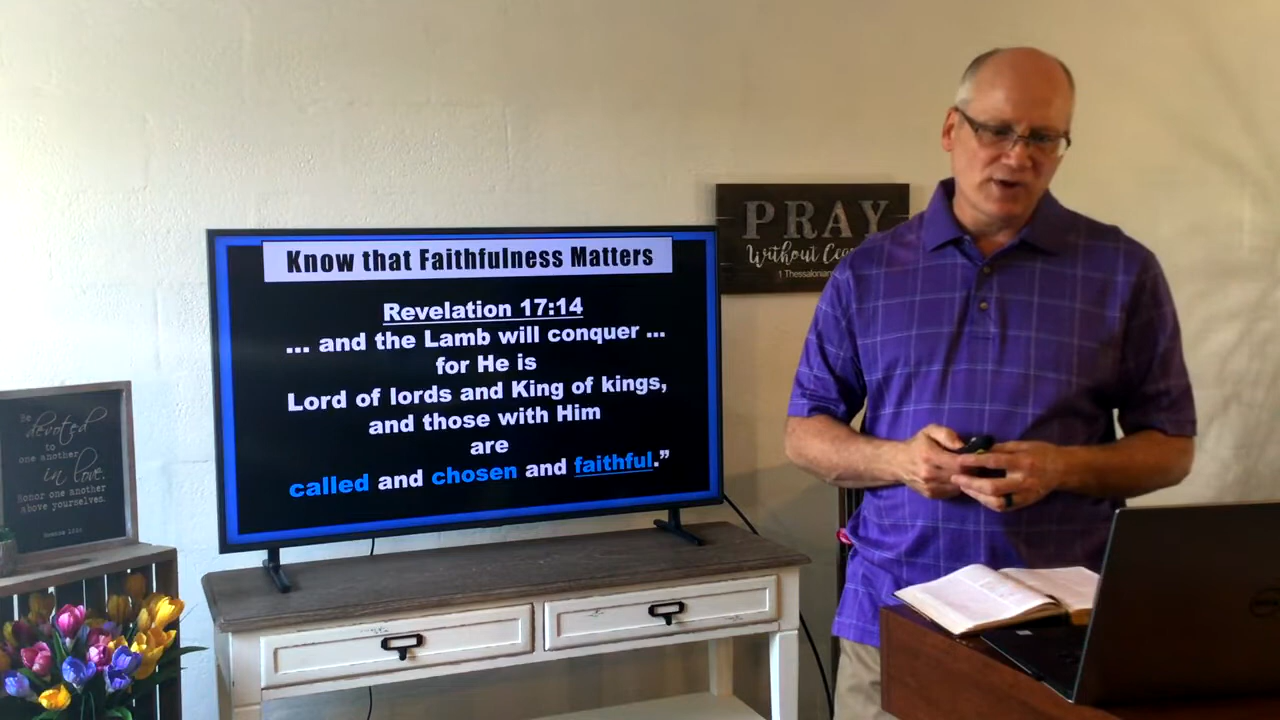 Know that Faithfulness Matters
Revelation 17:14
... and the Lamb will conquer ...
for He is
Lord of lords and King of kings,
and those with Him
are
called and chosen and faithful.”
PRAY
Without
1
Be
devoted
to
one another
in love.
Honor one another
above yourselves.
DELL